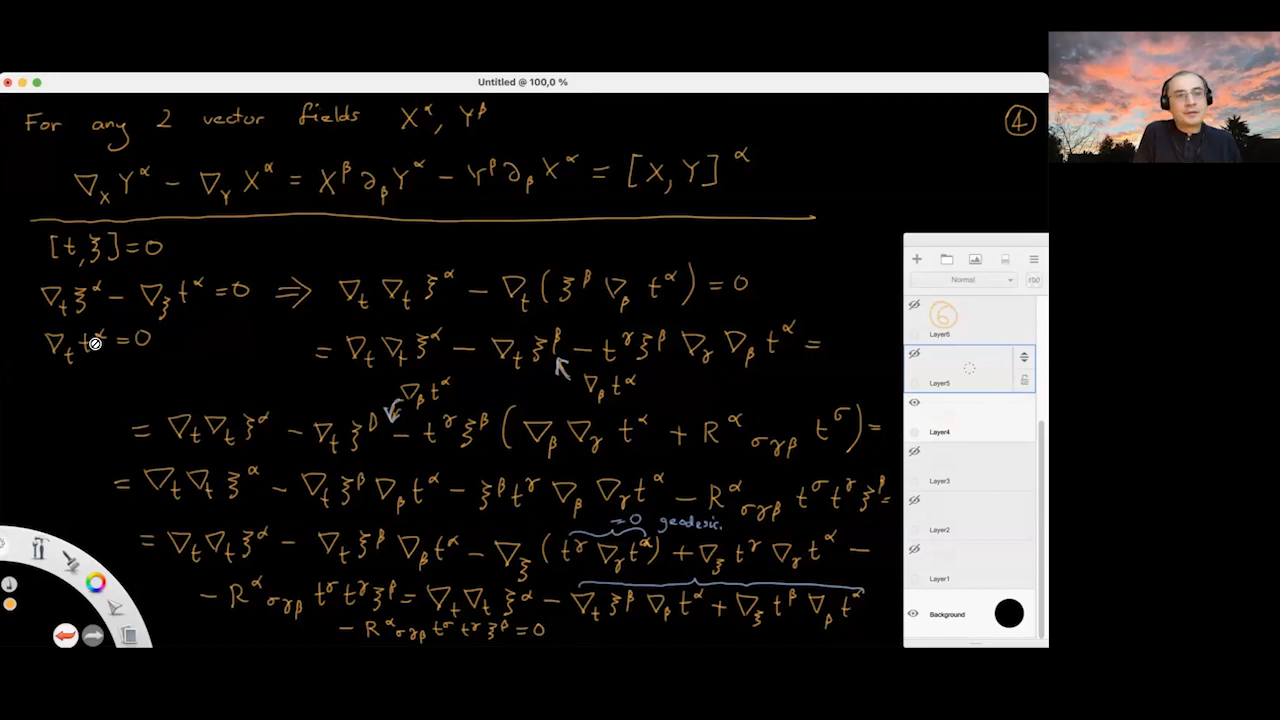 Untitled @ 100,0 %
For any 2 vector fields X^α, Y^β
④
∇_X Y^α − ∇_Y X^α = X^β ∂_β Y^α − Y^β ∂_β X^α = [X, Y]^α
[t, ξ] = 0
∇_t ξ^α − ∇_ξ t^α = 0 ⇒ ∇_t ∇_t ξ^α − ∇_t (ξ^β ∇_β t^α) = 0
∇_t t^α = 0
= ∇_t ∇_t ξ^α − ∇_t ξ^β − t^γ ξ^β ∇_γ ∇_β t^α =
∇_β t^α
∇_β t^α
= ∇_t ∇_t ξ^α − ∇_t ξ^β − t^γ ξ^β (∇_β ∇_γ t^α + R^α_σγβ t^σ) =
= ∇_t ∇_t ξ^α − ∇_t ξ^β ∇_β t^α − ξ^β t^γ ∇_β ∇_γ t^α − R^α_σγβ t^σ t^γ ξ^β =
= 0 geodesic.
= ∇_t ∇_t ξ^α − ∇_t ξ^β ∇_β t^α − ∇_ξ (t^γ ∇_γ t^α) + ∇_ξ t^γ ∇_γ t^α −
− R^α_σγβ t^σ t^γ ξ^β = ∇_t ∇_t ξ^α − ∇_t ξ^β ∇_β t^α + ∇_ξ t^β ∇_β t^α
− R^α_σγβ t^σ t^γ ξ^β = 0
Normal
100
⑥
Layer6
Layer5
Layer4
Layer3
Layer2
Layer1
Background